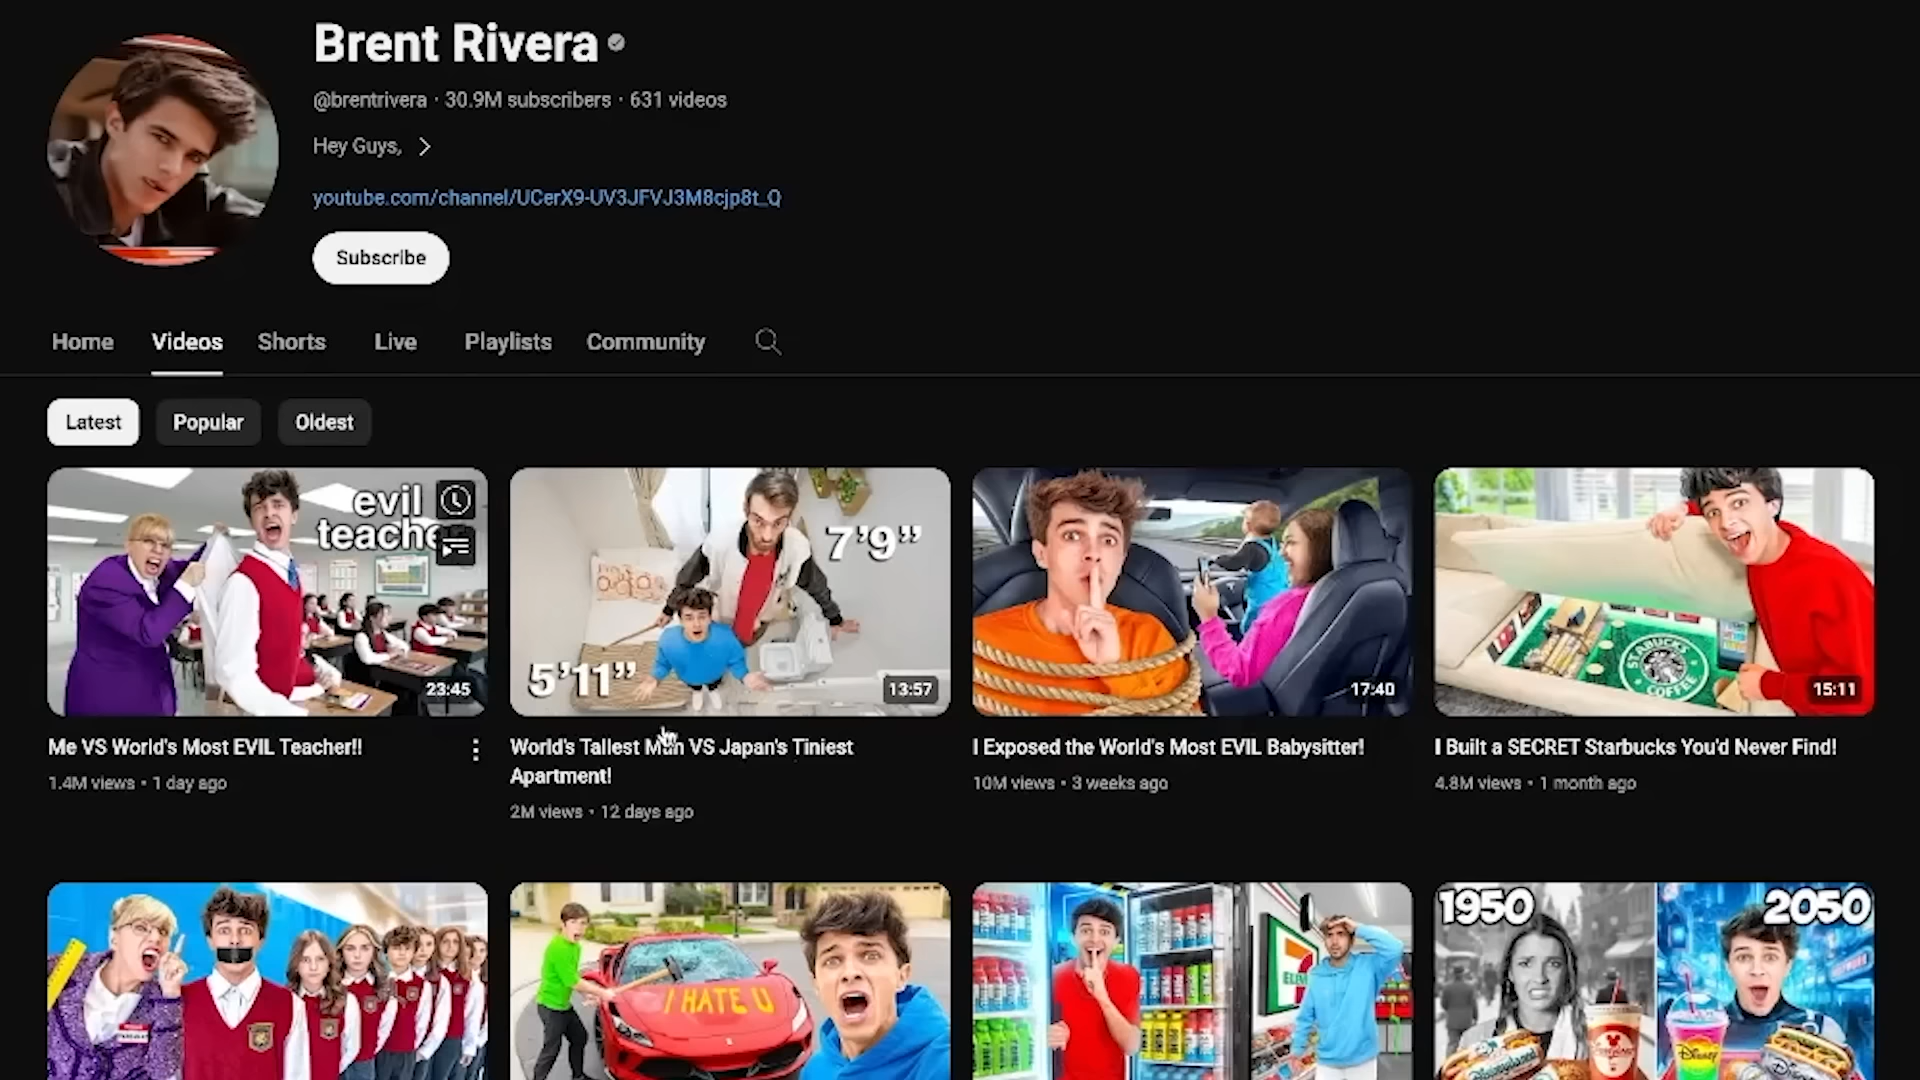 Brent Rivera
@brentrivera · 30.9M subscribers · 631 videos
Hey Guys,
youtube.com/channel/UCerX9-UV3JFVJ3M8cjp8t_Q
Subscribe
Home Videos Shorts Live Playlists Community
Latest Popular Oldest
evil
teache
23:45
7'9”
5'11”
13:57
17:40
STARBUCKS
COFFEE
15:11
Me VS World's Most EVIL Teacher!!
1.4M views • 1 day ago
World's Tallest Man VS Japan's Tiniest
Apartment!
2M views • 12 days ago
I Exposed the World's Most EVIL Babysitter!
10M views • 3 weeks ago
I Built a SECRET Starbucks You'd Never Find!
4.8M views • 1 month ago
I HATE U
1950
2050
Disney